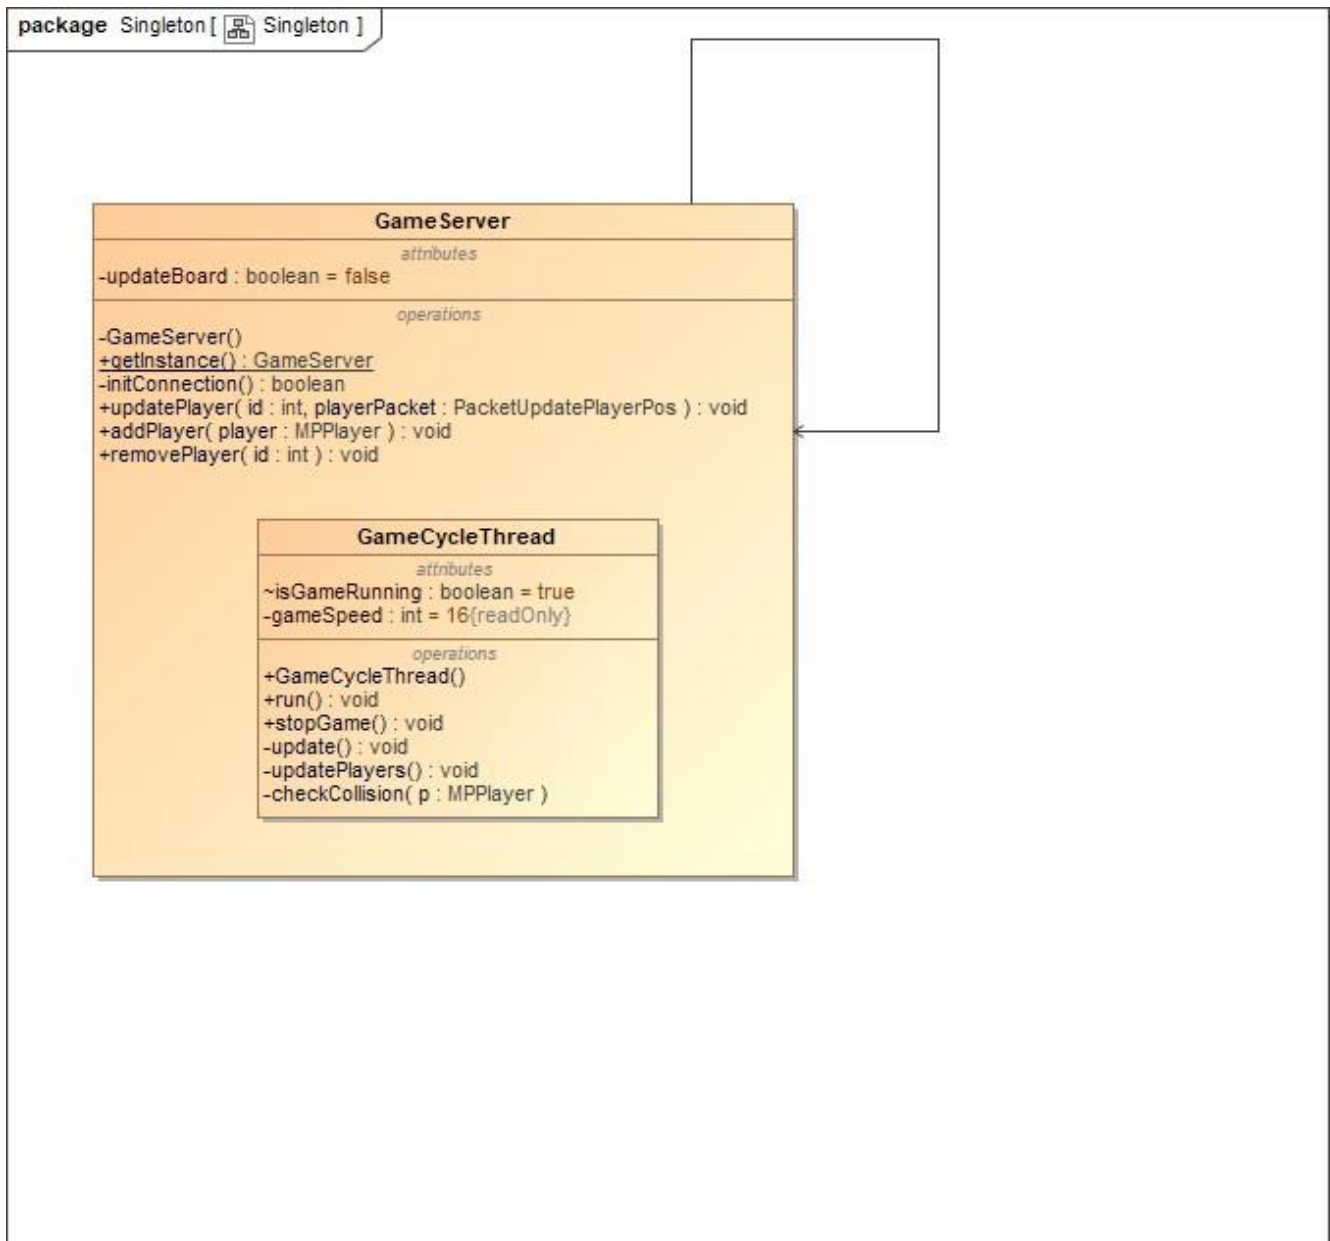 package Singleton [ Singleton ]
GameServer
attributes
-updateBoard : boolean = false
operations
-GameServer()
+getInstance() : GameServer
-initConnection() : boolean
+updatePlayer( id : int, playerPacket : PacketUpdatePlayerPos ) : void
+addPlayer( player : MPPlayer ) : void
+removePlayer( id : int ) : void
GameCycleThread
attributes
~isGameRunning : boolean = true
-gameSpeed : int = 16{readOnly}
operations
+GameCycleThread()
+run() : void
+stopGame() : void
-update() : void
-updatePlayers() : void
-checkCollision( p : MPPlayer )